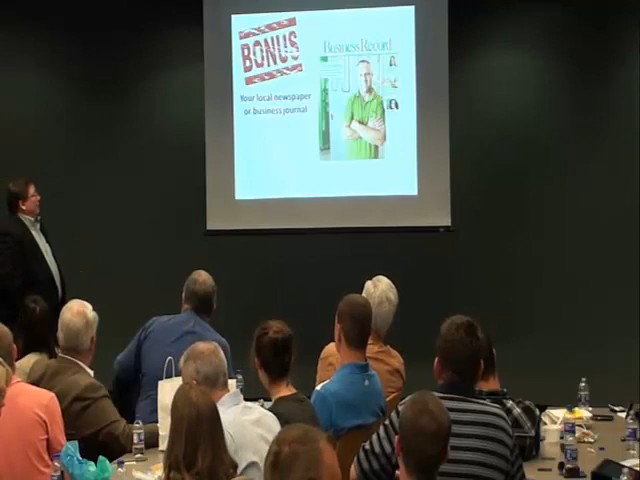 BONUS
Business Record
Your local newspaper
or business journal